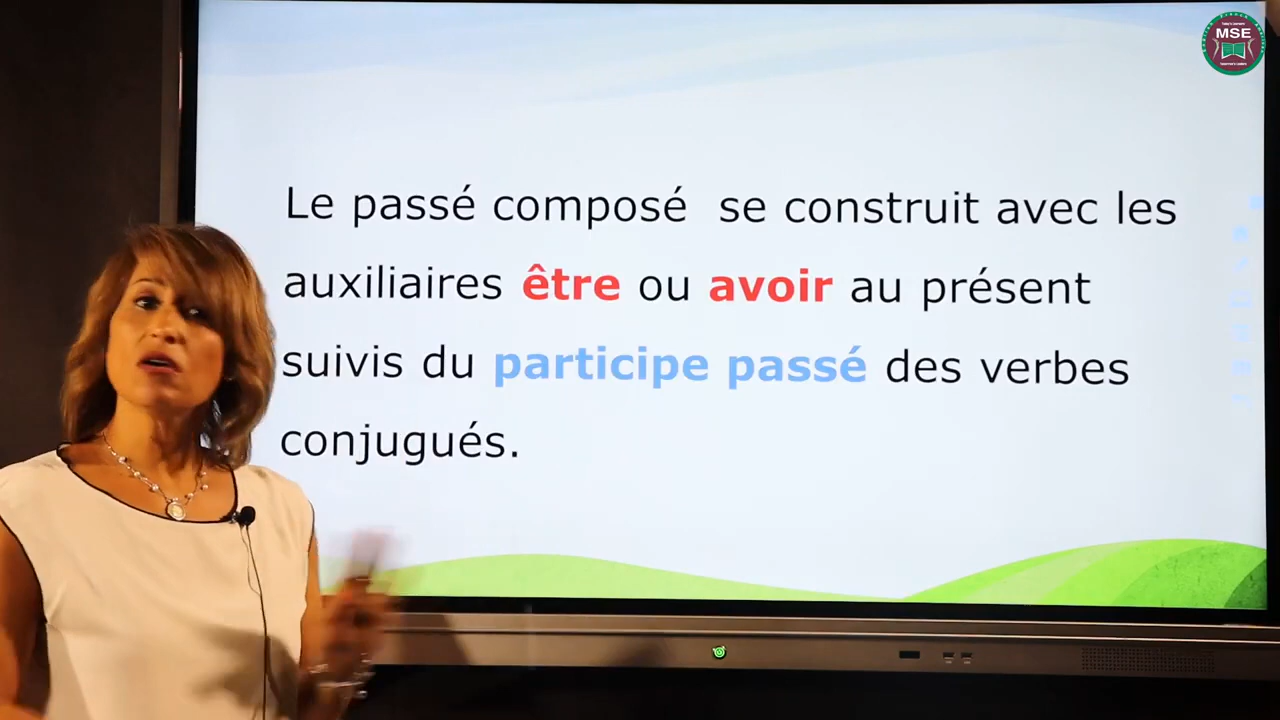 MSE
Le passé composé se construit avec les
auxiliaires être ou avoir au présent
suivis du participe passé des verbes
conjugués.